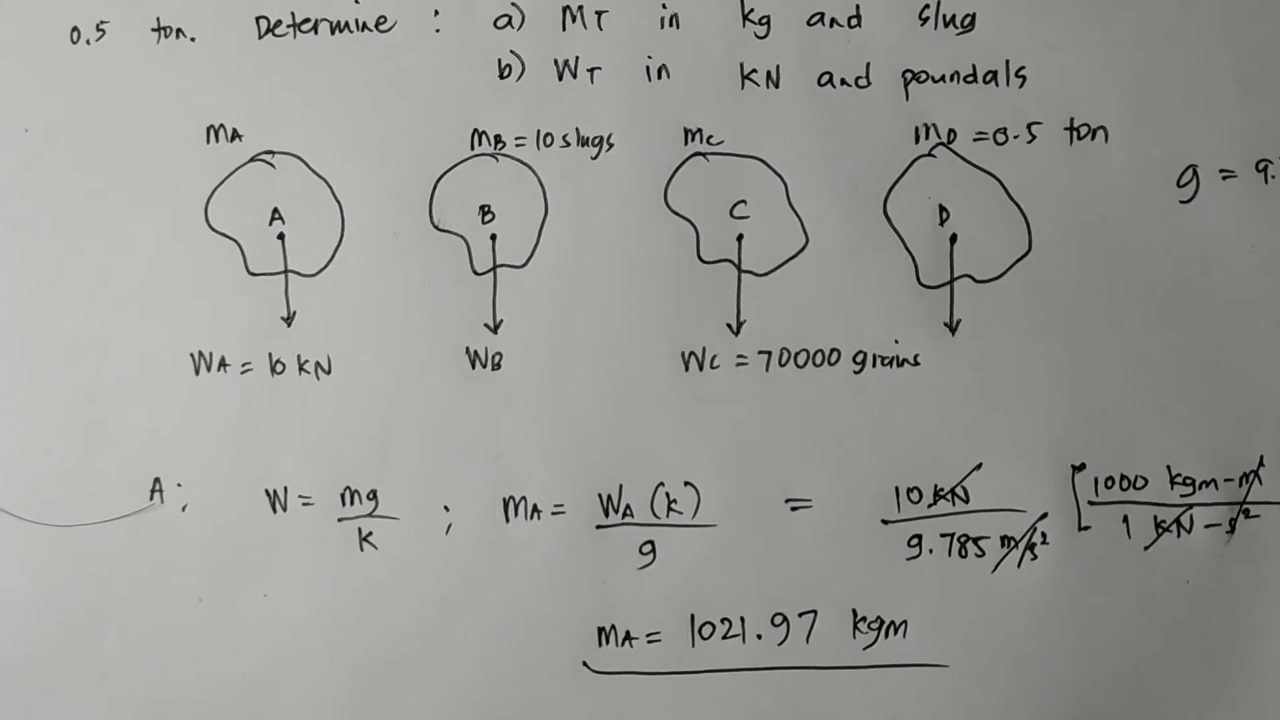 0.5 ton. Determine : a) MT in kg and slug
b) WT in KN and poundals
MA MB = 10 slugs MC MD = 0.5 ton
g = 9.
A B C D
WA = 10 KN WB WC = 70000 grains
A: W = mg/k ; MA = WA (k)/g = 10 KN/9.785 m/s² [1000 kgm-m/1 KN-s²
MA = 1021.97 kgm